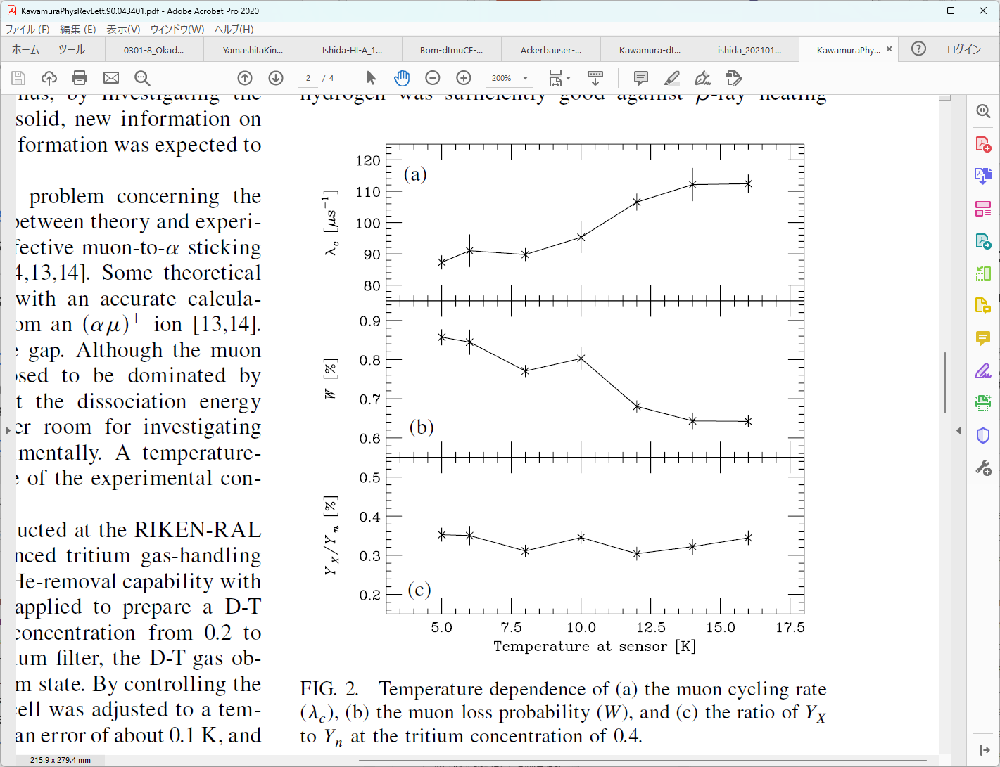 KawamuraPhysRevLett.90.043401.pdf - Adobe Acrobat Pro 2020
ファイル (F) 編集 (E) 表示(V) ウィンドウ(W) ヘルプ(H)
ホーム ツール 0301-8_Okad... YamashitaKin... Ishida-HI-A_1... Bom-dtmuCF-... Ackerbauser-... Kawamura-dt... ishida_202101... KawamuraPhy... × ログイン
2 / 4 200%
solid, new information on
formation was expected to
problem concerning the
between theory and experi-
fective muon-to-α sticking
4,13,14]. Some theoretical
with an accurate calcula-
om an (αμ)⁺ ion [13,14].
gap. Although the muon
sed to be dominated by
t the dissociation energy
er room for investigating
mentally. A temperature-
of the experimental con-
ucted at the RIKEN-RAL
nced tritium gas-handling
He-removal capability with
applied to prepare a D-T
concentration from 0.2 to
um filter, the D-T gas ob-
m state. By controlling the
cell was adjusted to a tem-
an error of about 0.1 K, and
hydrogen was sufficiently good against β-ray heating
(a)
120
110
100
90
80
λc [μs⁻¹]
(b)
0.9
0.8
0.7
0.6
W [%]
(c)
0.5
0.4
0.3
0.2
YX/Yn [%]
5.0 7.5 10.0 12.5 15.0 17.5
Temperature at sensor [K]
FIG. 2. Temperature dependence of (a) the muon cycling rate
(λc), (b) the muon loss probability (W), and (c) the ratio of YX
to Yn at the tritium concentration of 0.4.
215.9 x 279.4 mm